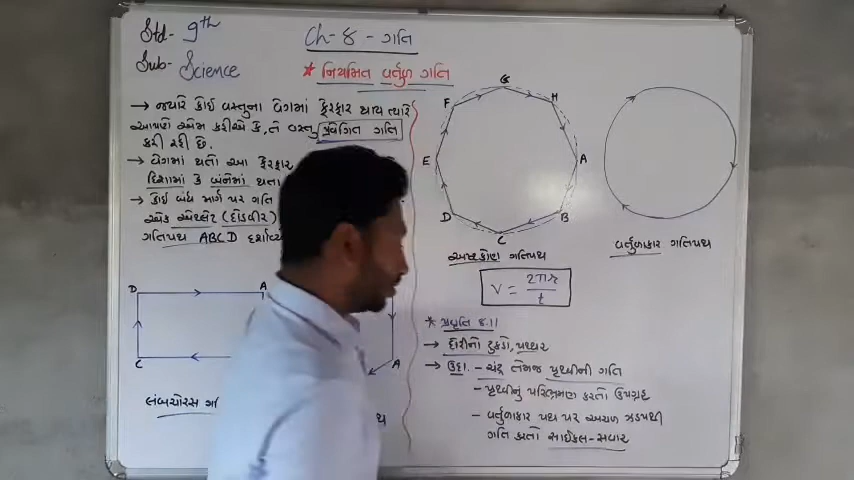 Std- 9th
Sub- Science
Ch-8 - ગતિ
* નિયમિત વર્તુળ ગતિ
→ જ્યારે કોઈ વસ્તુના વેગમાં ફેરફાર થાય ત્યારે
આપણે એમ કહીએ કે, તે વસ્તુ પ્રવેગિત ગતિ
કરી રહી છે.
→ વેગમાં થતો આ ફેરફાર
દિશામાં કે બંનેમાં થતા
→ કોઈ બંધ માર્ગ પર ગતિ
એક એથ્લેટ (દોડવીર)
ગતિપથ ABCD દર્શાવ્ય
D A
C
લંબચોરસ
A
G
F H
E A
D B
C
અષ્ટકોણ ગતિપથ
વર્તુળાકાર ગતિપથ
V = 2πr / t
* પ્રવૃત્તિ 8.11
→ દોરીનો ટુકડો, પથ્થર
→ ઉદા. - ચંદ્ર તેમજ પૃથ્વીની ગતિ
- પૃથ્વીનું પરિભ્રમણ કરતો ઉપગ્રહ
- વર્તુળાકાર પથ પર અચળ ઝડપથી
ગતિ કરતો સાઈકલ-સવાર